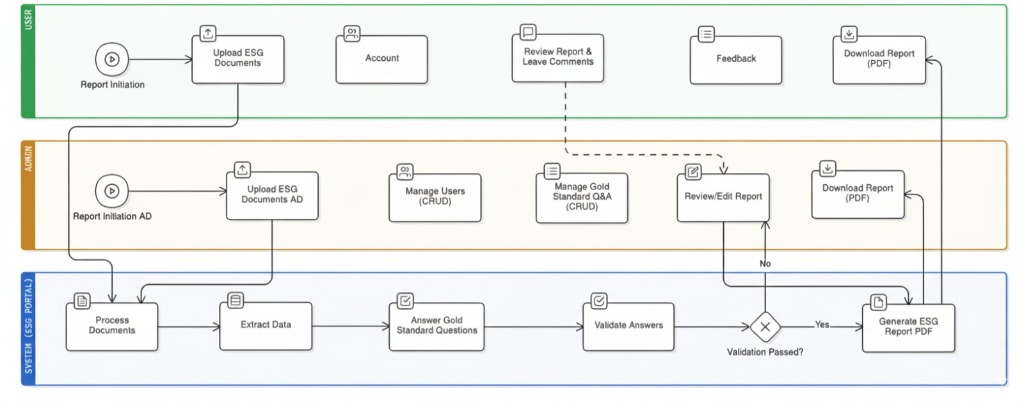 USER
Report Initiation
Upload ESG
Documents
Account
Review Report &
Leave Comments
Feedback
Download Report
(PDF)
ADMIN
Report Initiation AD
Upload ESG
Documents AD
Manage Users
(CRUD)
Manage Gold
Standard Q&A
(CRUD)
Review/Edit Report
Download Report
(PDF)
SYSTEM (ESG PORTAL)
Process
Documents
Extract Data
Answer Gold
Standard Questions
Validate Answers
No
Validation Passed?
Yes
Generate ESG
Report PDF